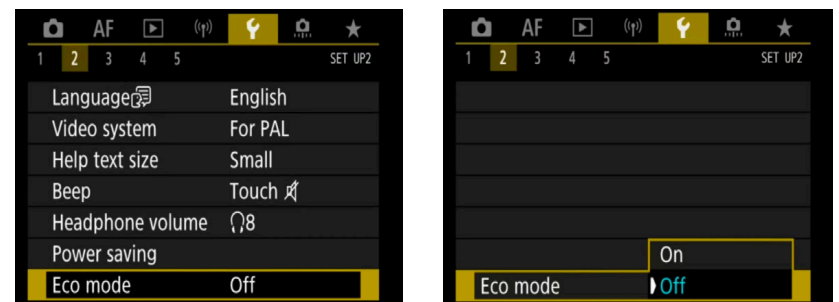 AF
1 2 3 4 5 SET UP2
Language English
Video system For PAL
Help text size Small
Beep Touch
Headphone volume 8
Power saving
Eco mode Off
AF
1 2 3 4 5 SET UP2
On
Eco mode Off